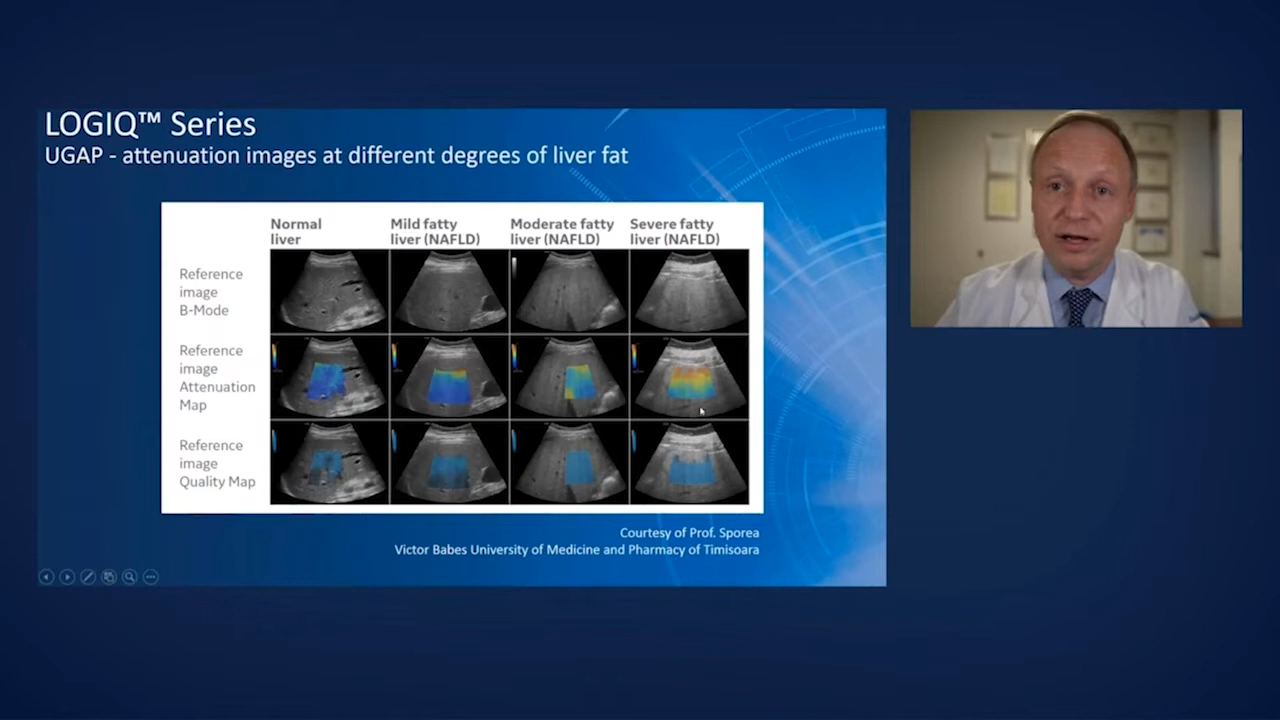 LOGIQ™ Series
UGAP - attenuation images at different degrees of liver fat
Normal
liver
Mild fatty
liver (NAFLD)
Moderate fatty
liver (NAFLD)
Severe fatty
liver (NAFLD)
Reference
image
B-Mode
Reference
image
Attenuation
Map
Reference
image
Quality Map
Courtesy of Prof. Sporea
Victor Babes University of Medicine and Pharmacy of Timisoara